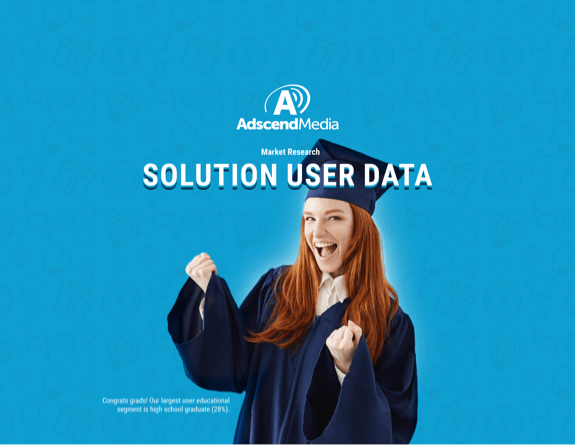 AdscendMedia
Market Research
SOLUTION USER DATA
Congrats grads! Our largest user educational
segment is high school graduate (28%).